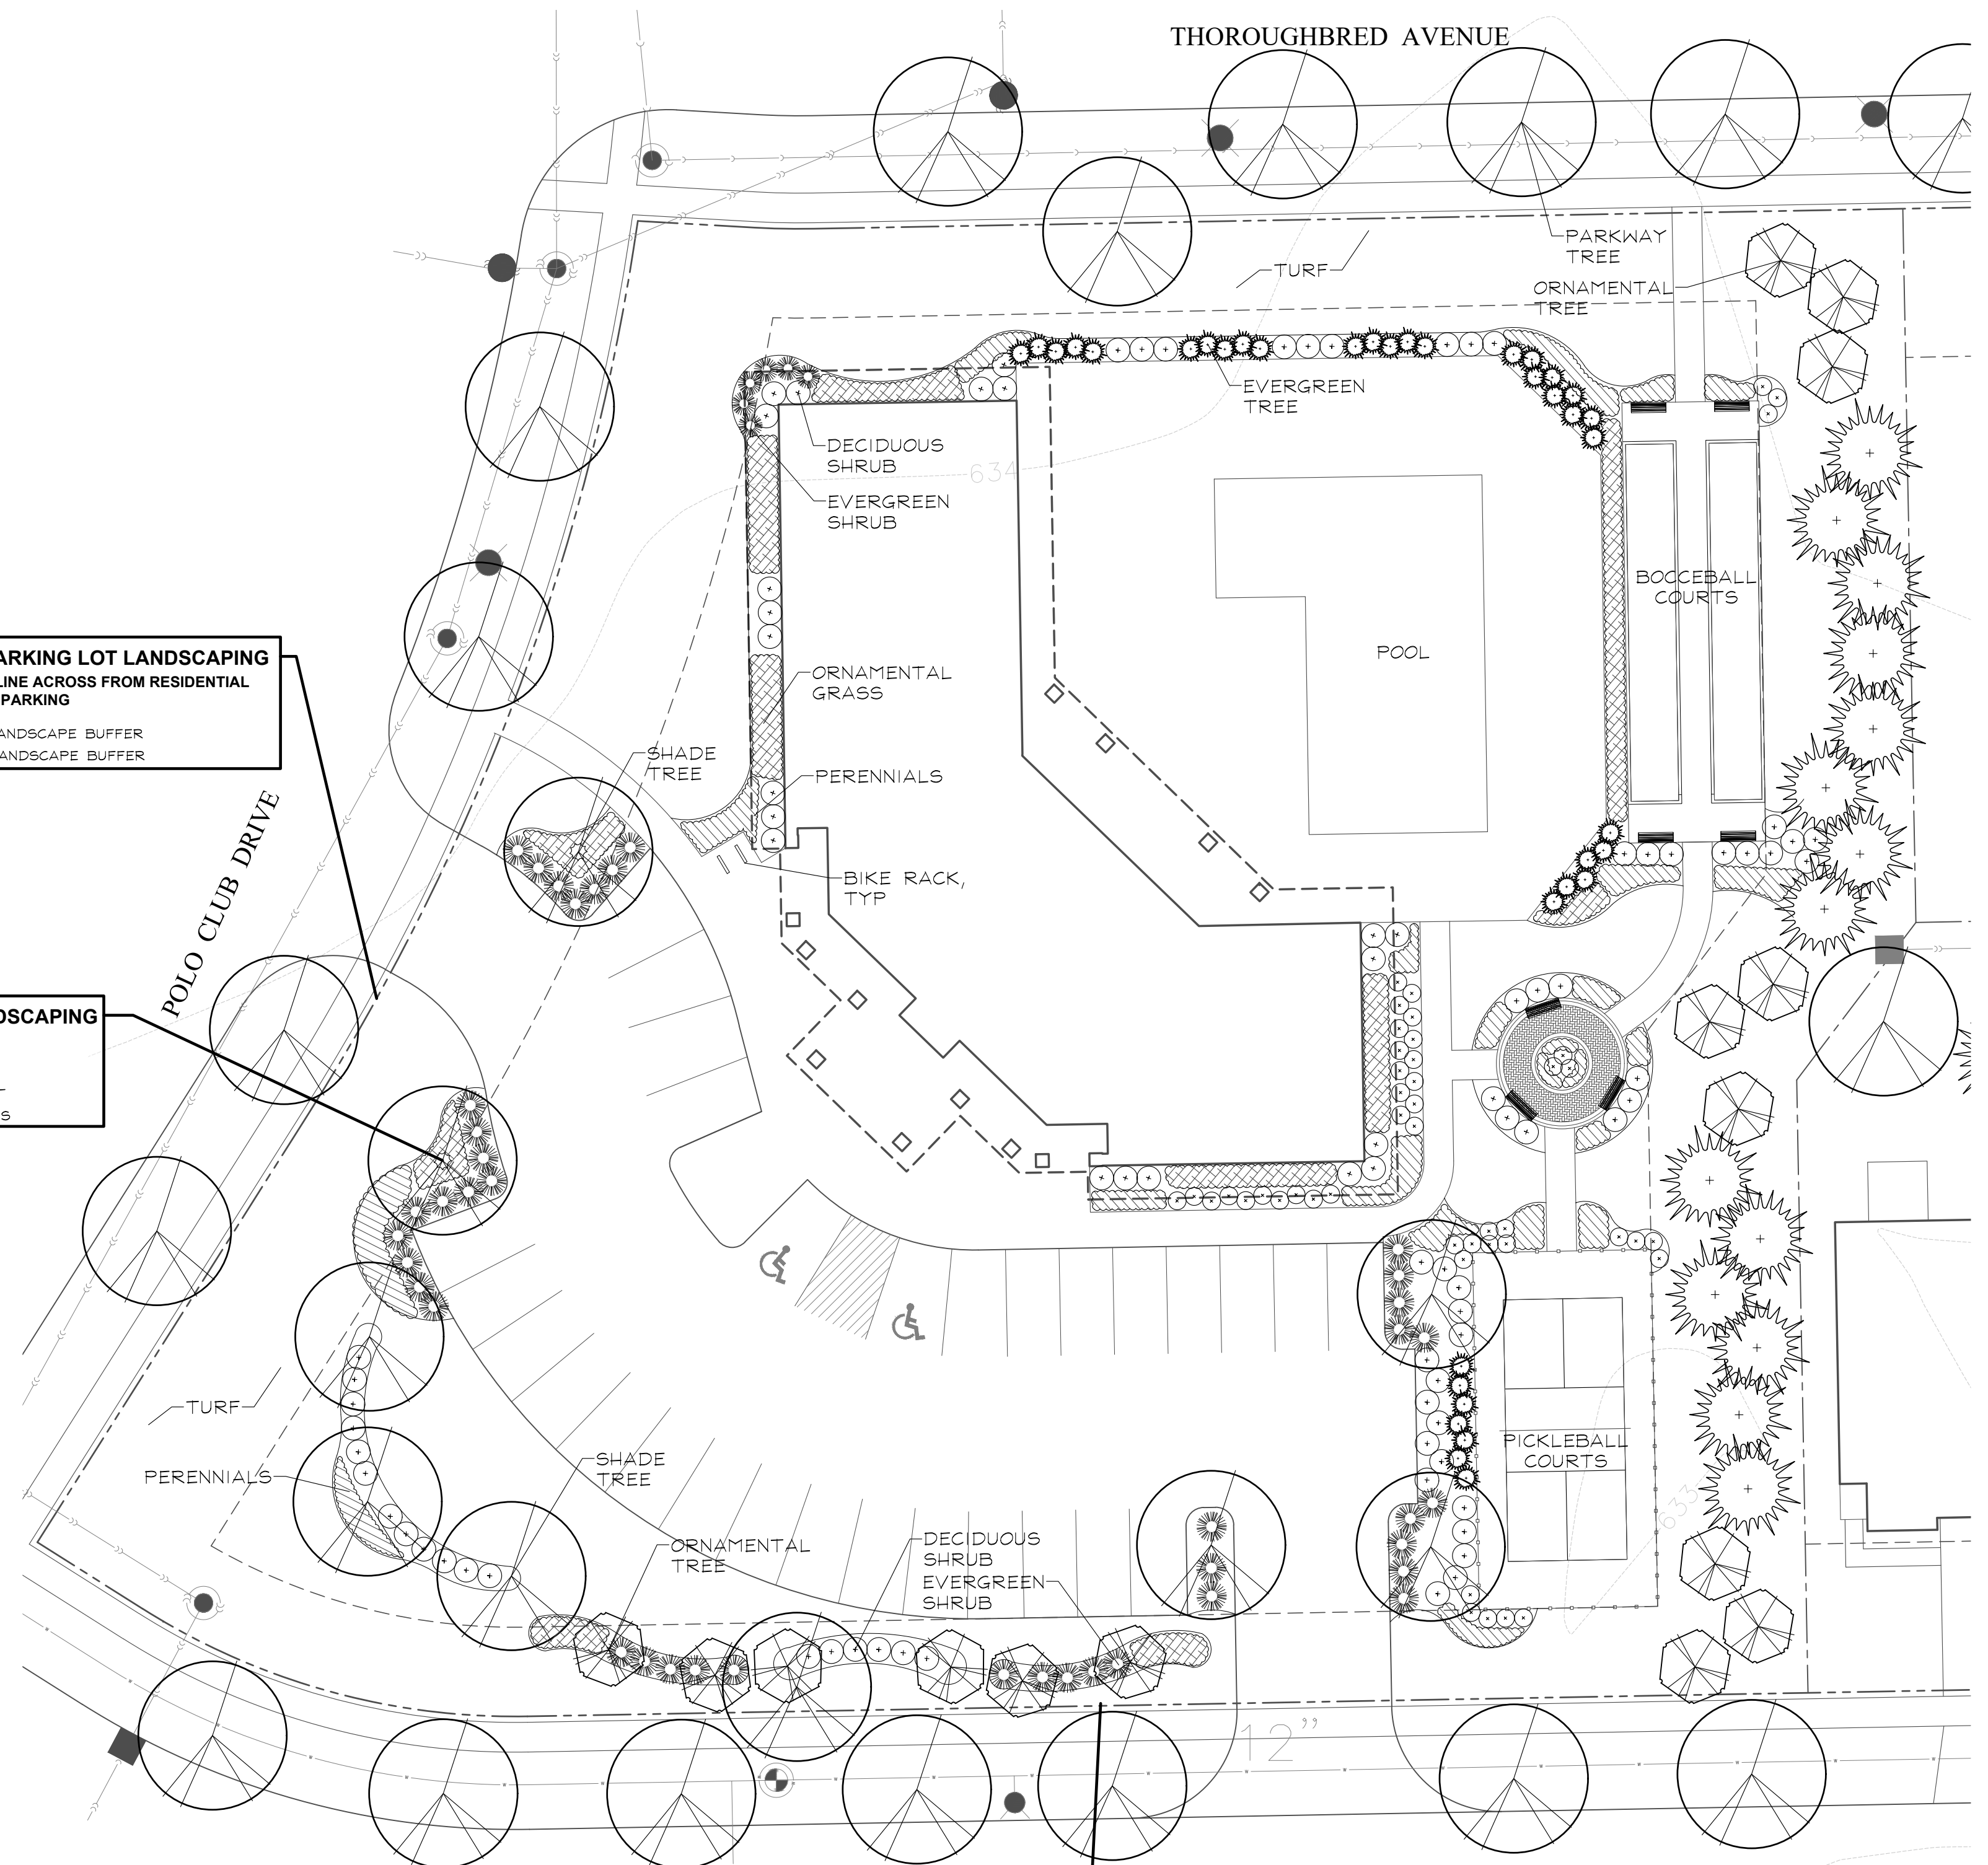 THOROUGHBRED AVENUE
PARKWAY
TREE
TURF
ORNAMENTAL
TREE
EVERGREEN
TREE
DECIDUOUS
SHRUB
634
EVERGREEN
SHRUB
BOCCEBALL
COURTS
POOL
ARKING LOT LANDSCAPING
LINE ACROSS FROM RESIDENTIAL
PARKING
ANDSCAPE BUFFER
ANDSCAPE BUFFER
ORNAMENTAL
GRASS
SHADE
TREE
PERENNIALS
BIKE RACK,
TYP
POLO CLUB DRIVE
DSCAPING
S
TURF
PERENNIALS
SHADE
TREE
PICKLEBALL
COURTS
633
ORNAMENTAL
TREE
DECIDUOUS
SHRUB
EVERGREEN
SHRUB
12"